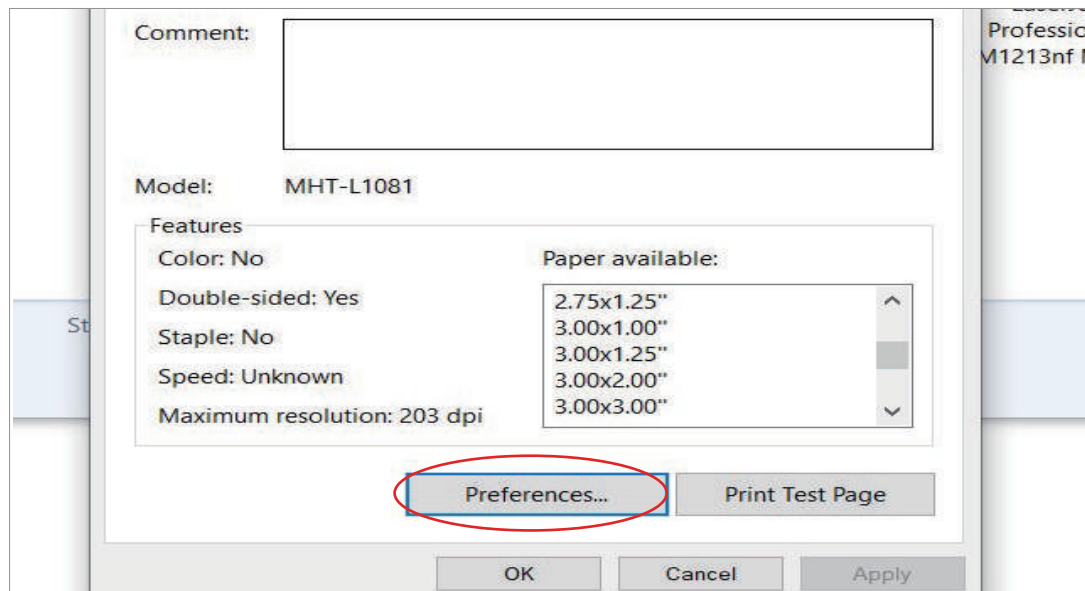 Comment:
Professio
M1213nf
Model: MHT-L1081
Features
Color: No
Double-sided: Yes
Staple: No
Speed: Unknown
Maximum resolution: 203 dpi
Paper available:
2.75x1.25"
3.00x1.00"
3.00x1.25"
3.00x2.00"
3.00x3.00"
St
Preferences...
Print Test Page
OK
Cancel
Apply